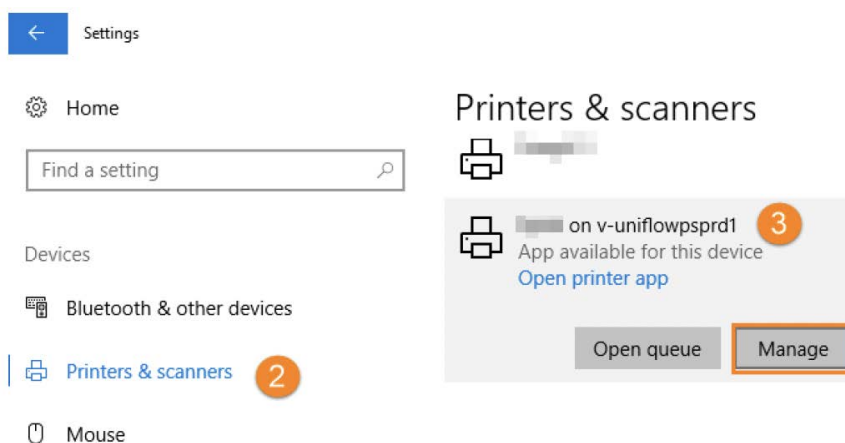 Settings
Home
Find a setting
Devices
Bluetooth & other devices
Printers & scanners 2
Mouse
Printers & scanners
on v-uniflowpsprd1 3
App available for this device
Open printer app
Open queue Manage